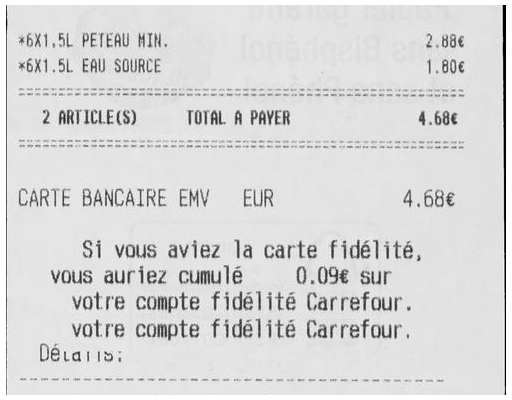 *6X1,5L PETEAU MIN. 2.88€
*6X1.5L EAU SOURCE 1.80€
2 ARTICLE(S) TOTAL A PAYER 4.68€
CARTE BANCAIRE EMV EUR 4.68€
Si vous aviez la carte fidélité,
vous auriez cumulé 0.09€ sur
votre compte fidélité Carrefour.
votre compte fidélité Carrefour.
Détails: